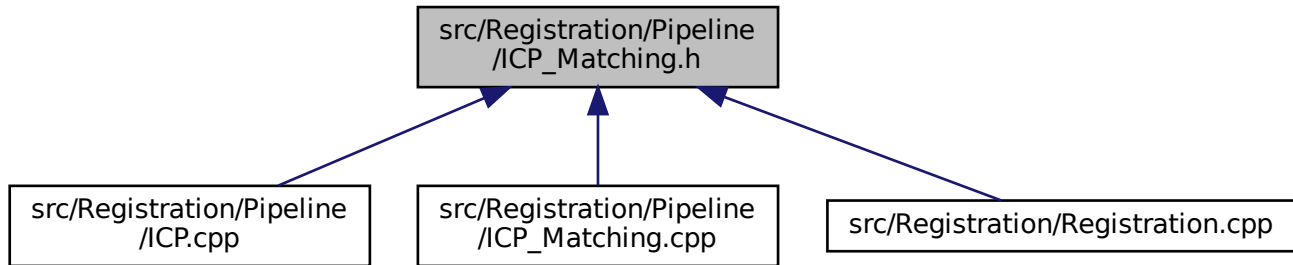 src/Registration/Pipeline
/ICP_Matching.h
src/Registration/Pipeline
/ICP.cpp
src/Registration/Pipeline
/ICP_Matching.cpp
src/Registration/Registration.cpp